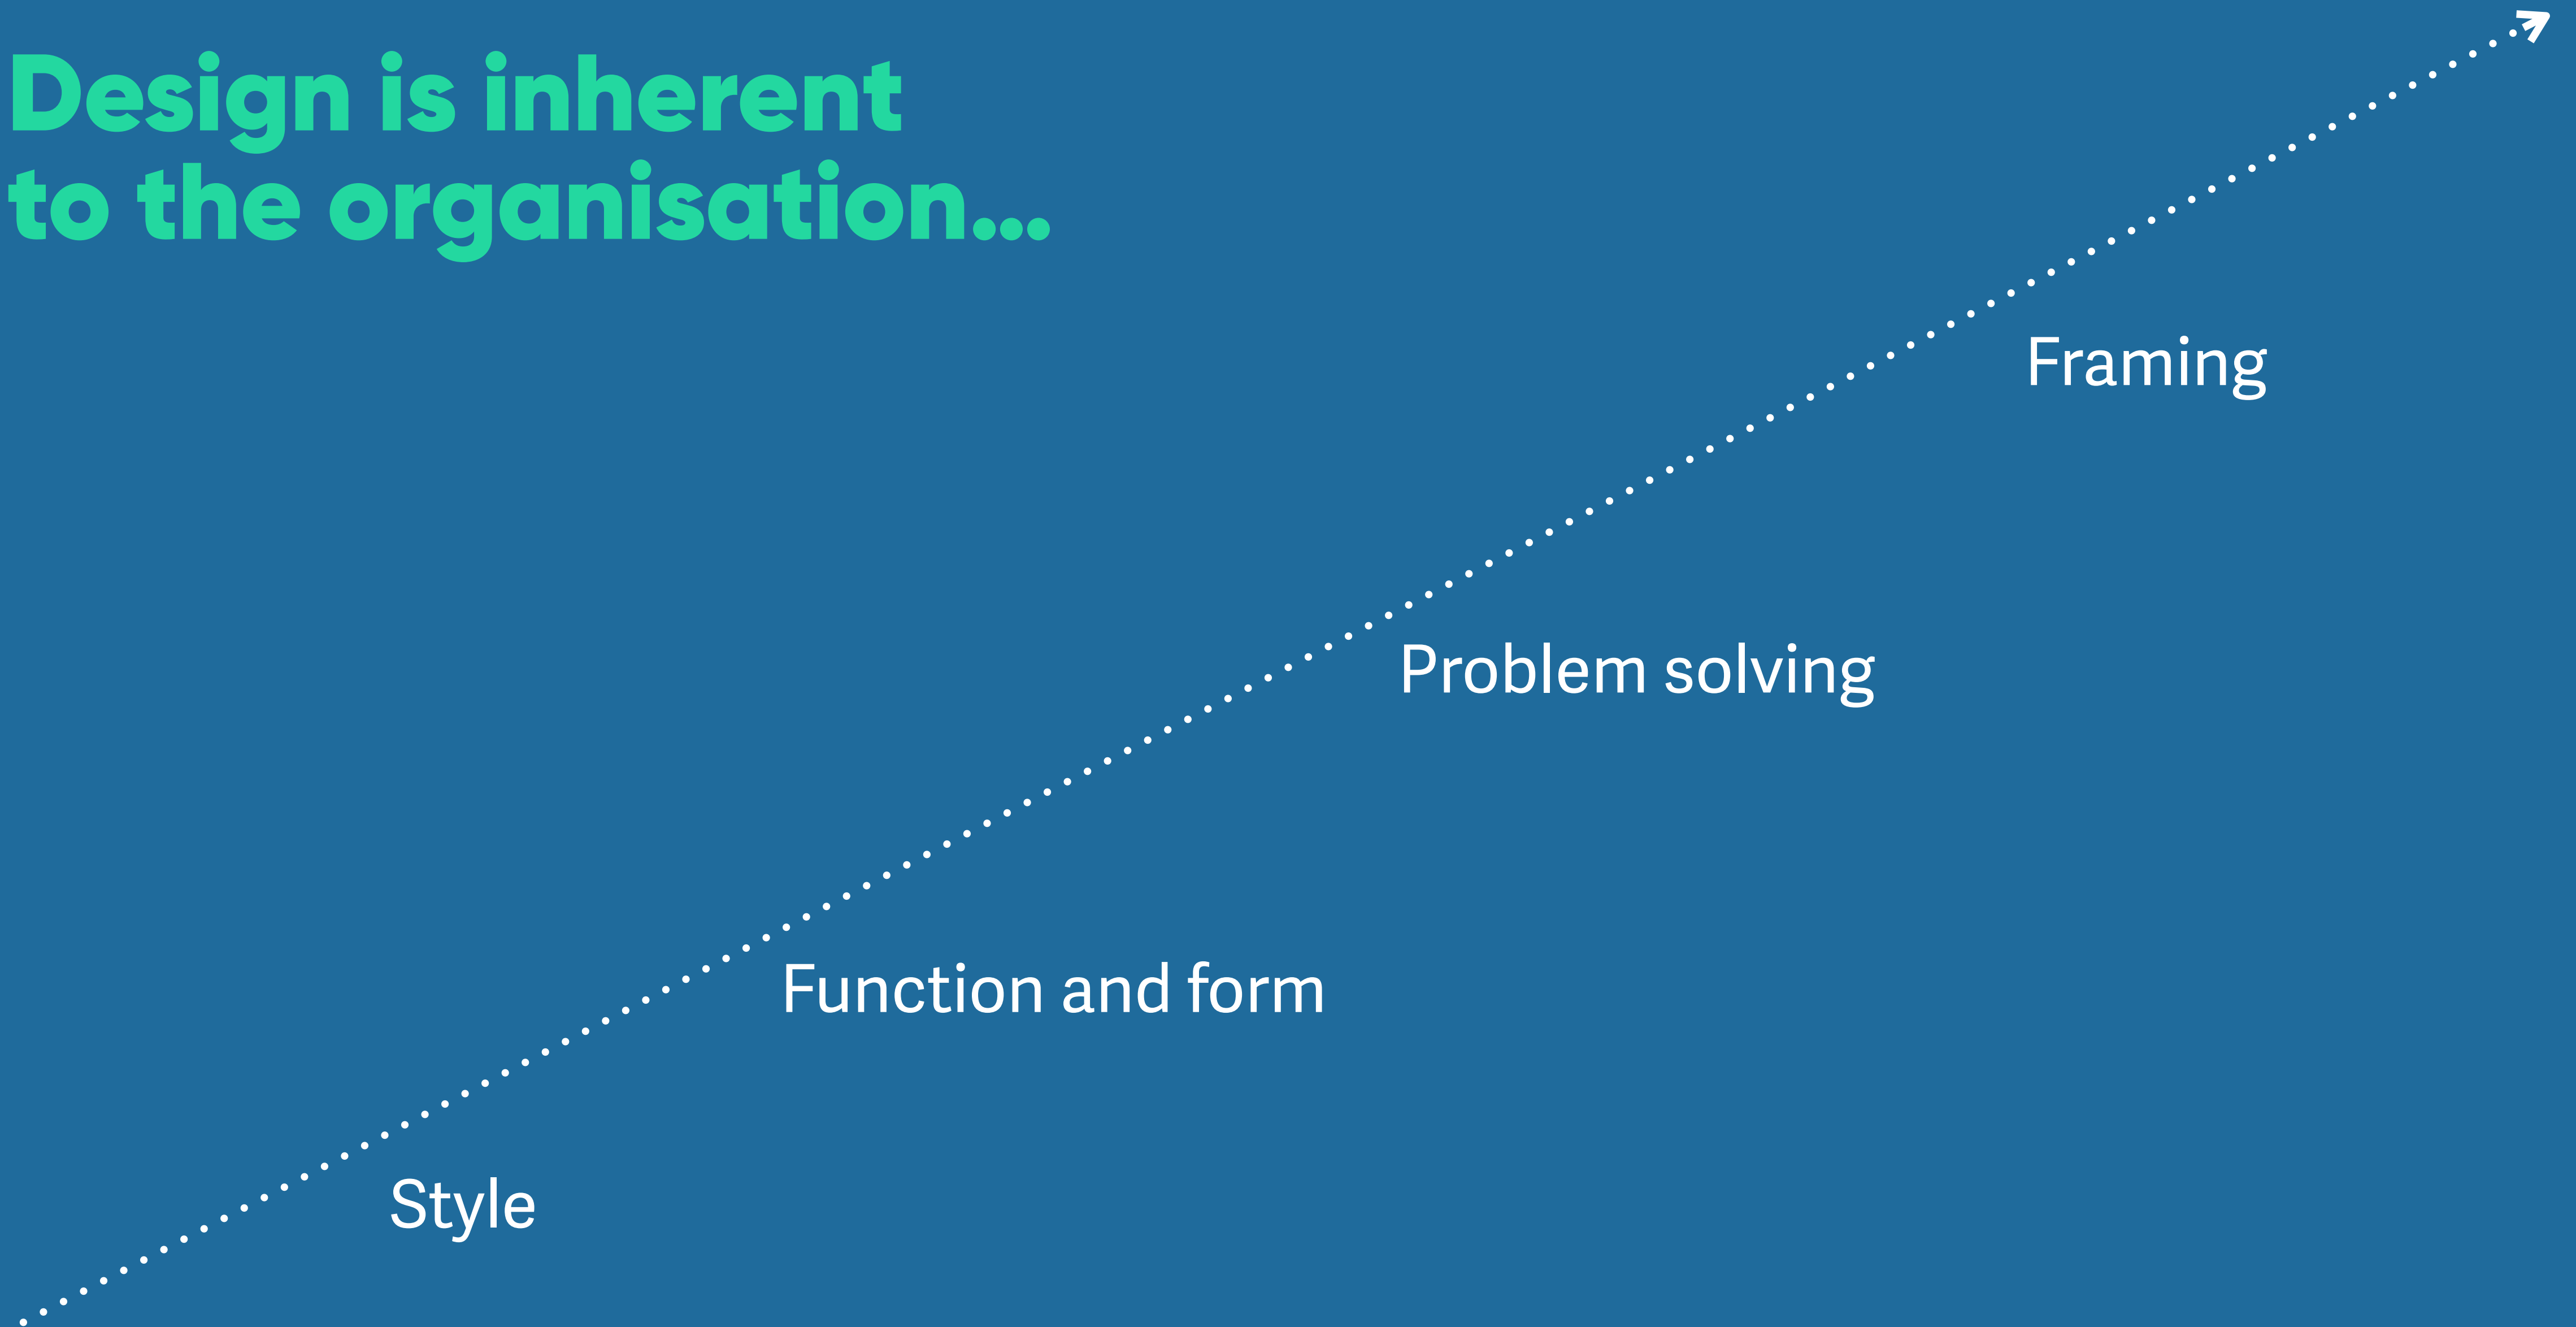 Design is inherent
to the organisation...
Framing
Problem solving
Function and form
Style